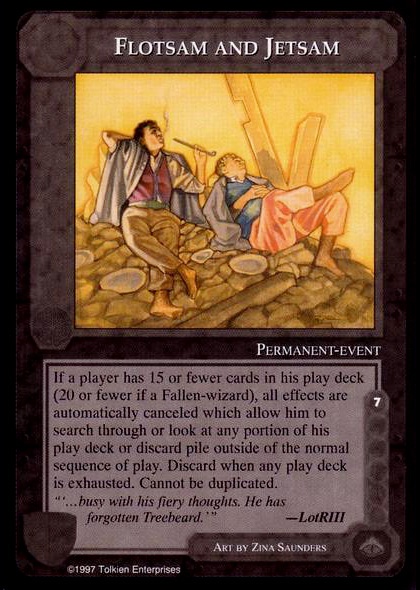 FLOTSAM AND JETSAM
PERMANENT-EVENT
If a player has 15 or fewer cards in his play deck
(20 or fewer if a Fallen-wizard), all effects are
automatically canceled which allow him to
search through or look at any portion of his
play deck or discard pile outside of the normal
sequence of play. Discard when any play deck
is exhausted. Cannot be duplicated.
7
"'…busy with his fiery thoughts. He has
forgotten Treebeard.'" —LotRIII
ART BY ZINA SAUNDERS
©1997 Tolkien Enterprises